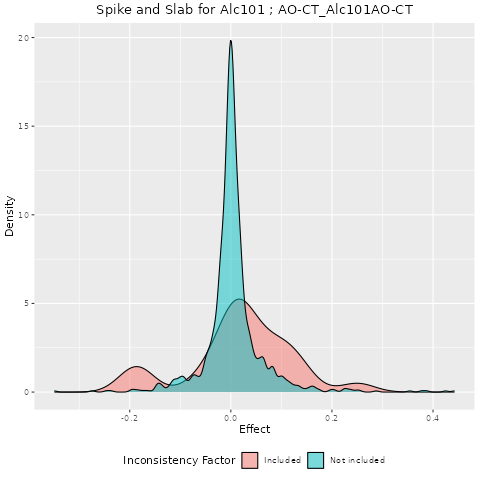 Spike and Slab for Alc101 ; AO-CT_Alc101AO-CT
20
15
10
5
0
Density
-0.2 0.0 0.2 0.4
Effect
Inconsistency Factor Included Not included